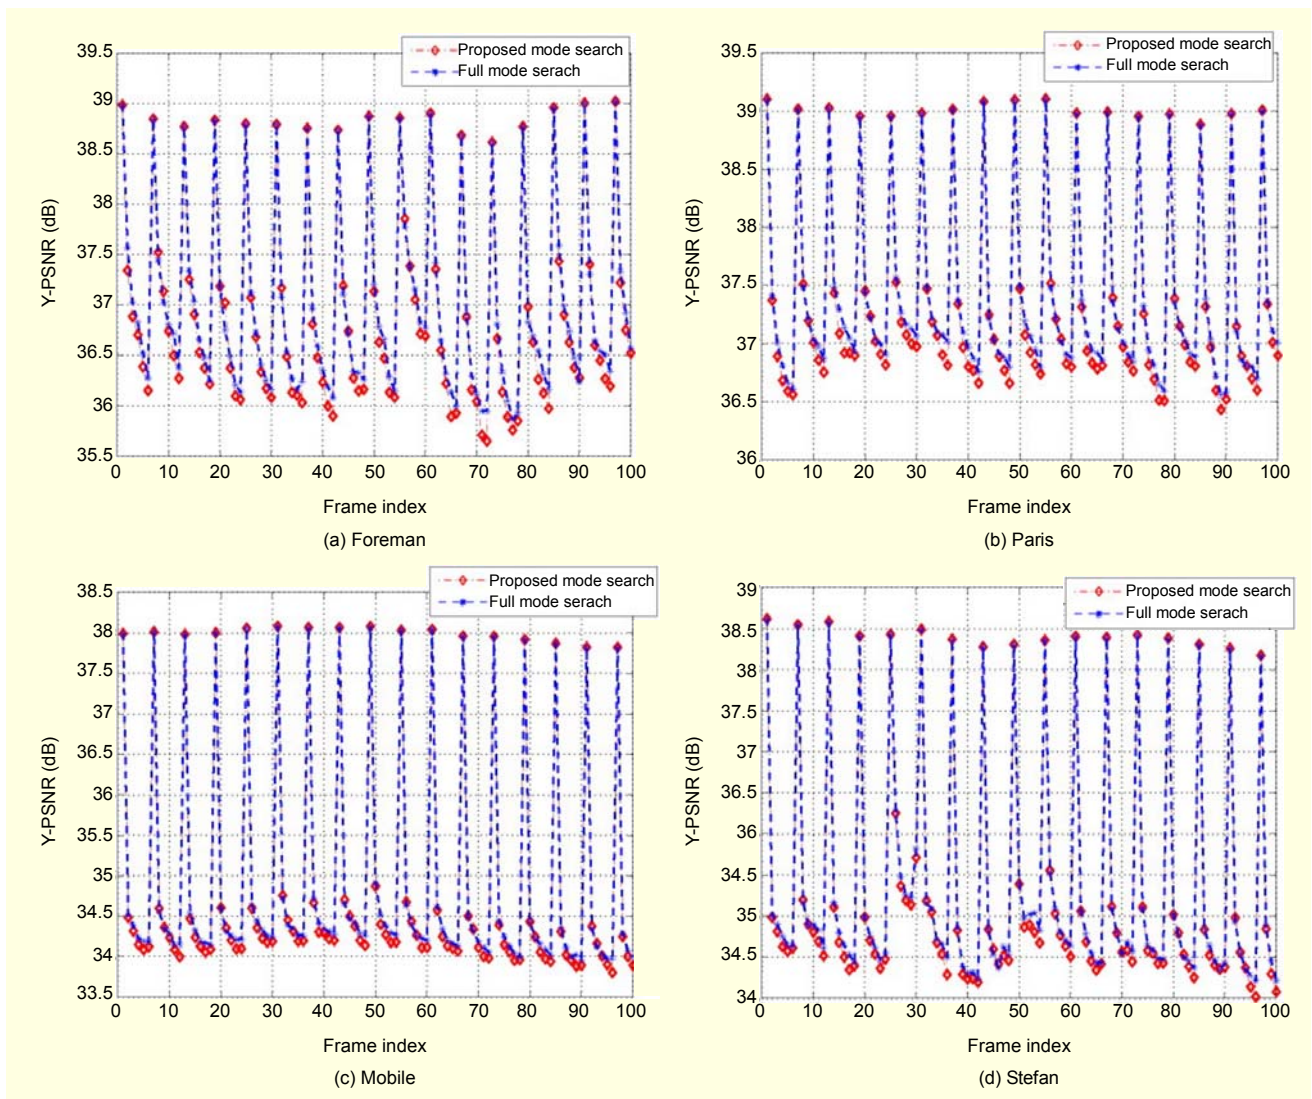 Proposed mode search
Full mode serach
39.5
39
38.5
38
37.5
37
36.5
36
35.5
Y-PSNR (dB)
0 10 20 30 40 50 60 70 80 90 100
Frame index
(a) Foreman
Proposed mode search
Full mode serach
39.5
39
38.5
38
37.5
37
36.5
36
Y-PSNR (dB)
0 10 20 30 40 50 60 70 80 90 100
Frame index
(b) Paris
Proposed mode search
Full mode serach
38.5
38
37.5
37
36.5
36
35.5
35
34.5
34
33.5
Y-PSNR (dB)
0 10 20 30 40 50 60 70 80 90 100
Frame index
(c) Mobile
Proposed mode search
Full mode serach
39
38.5
38
37.5
37
36.5
36
34.5
35
34.5
34
Y-PSNR (dB)
0 10 20 30 40 50 60 70 80 90 100
Frame index
(d) Stefan